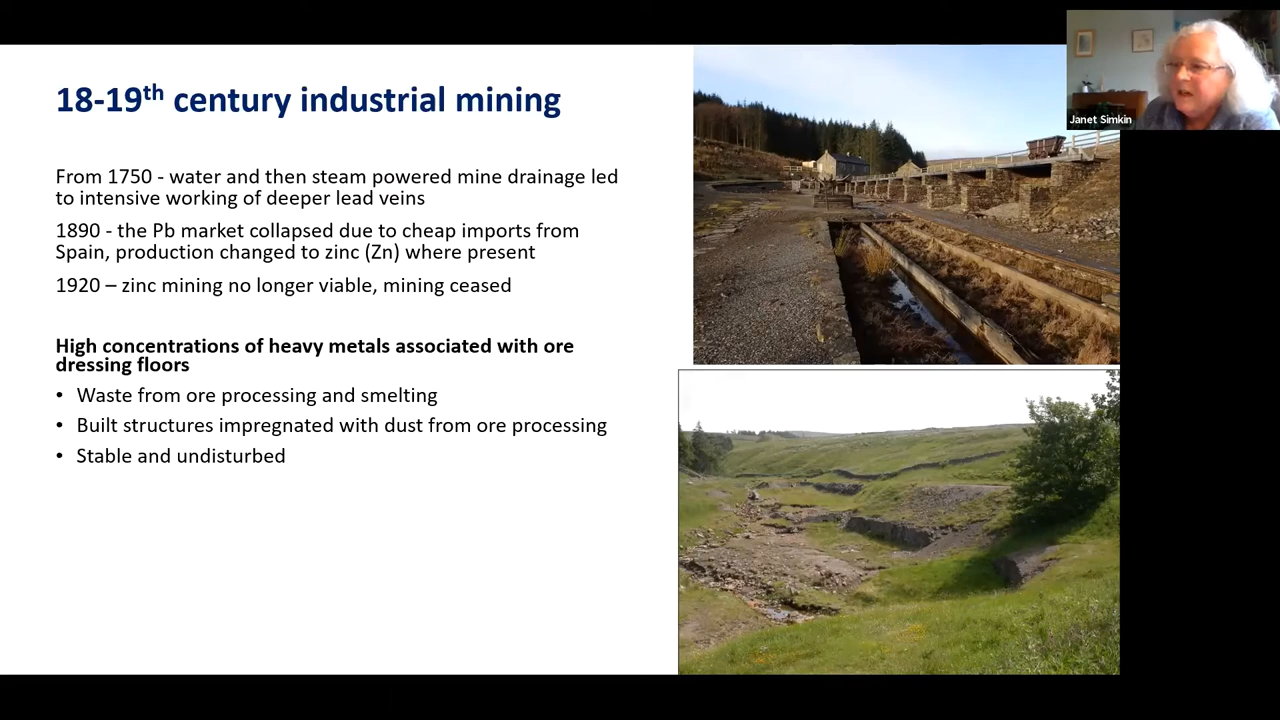 18-19th century industrial mining
Janet Simkin
From 1750 - water and then steam powered mine drainage led
to intensive working of deeper lead veins
1890 - the Pb market collapsed due to cheap imports from
Spain, production changed to zinc (Zn) where present
1920 – zinc mining no longer viable, mining ceased
High concentrations of heavy metals associated with ore
dressing floors
• Waste from ore processing and smelting
• Built structures impregnated with dust from ore processing
• Stable and undisturbed